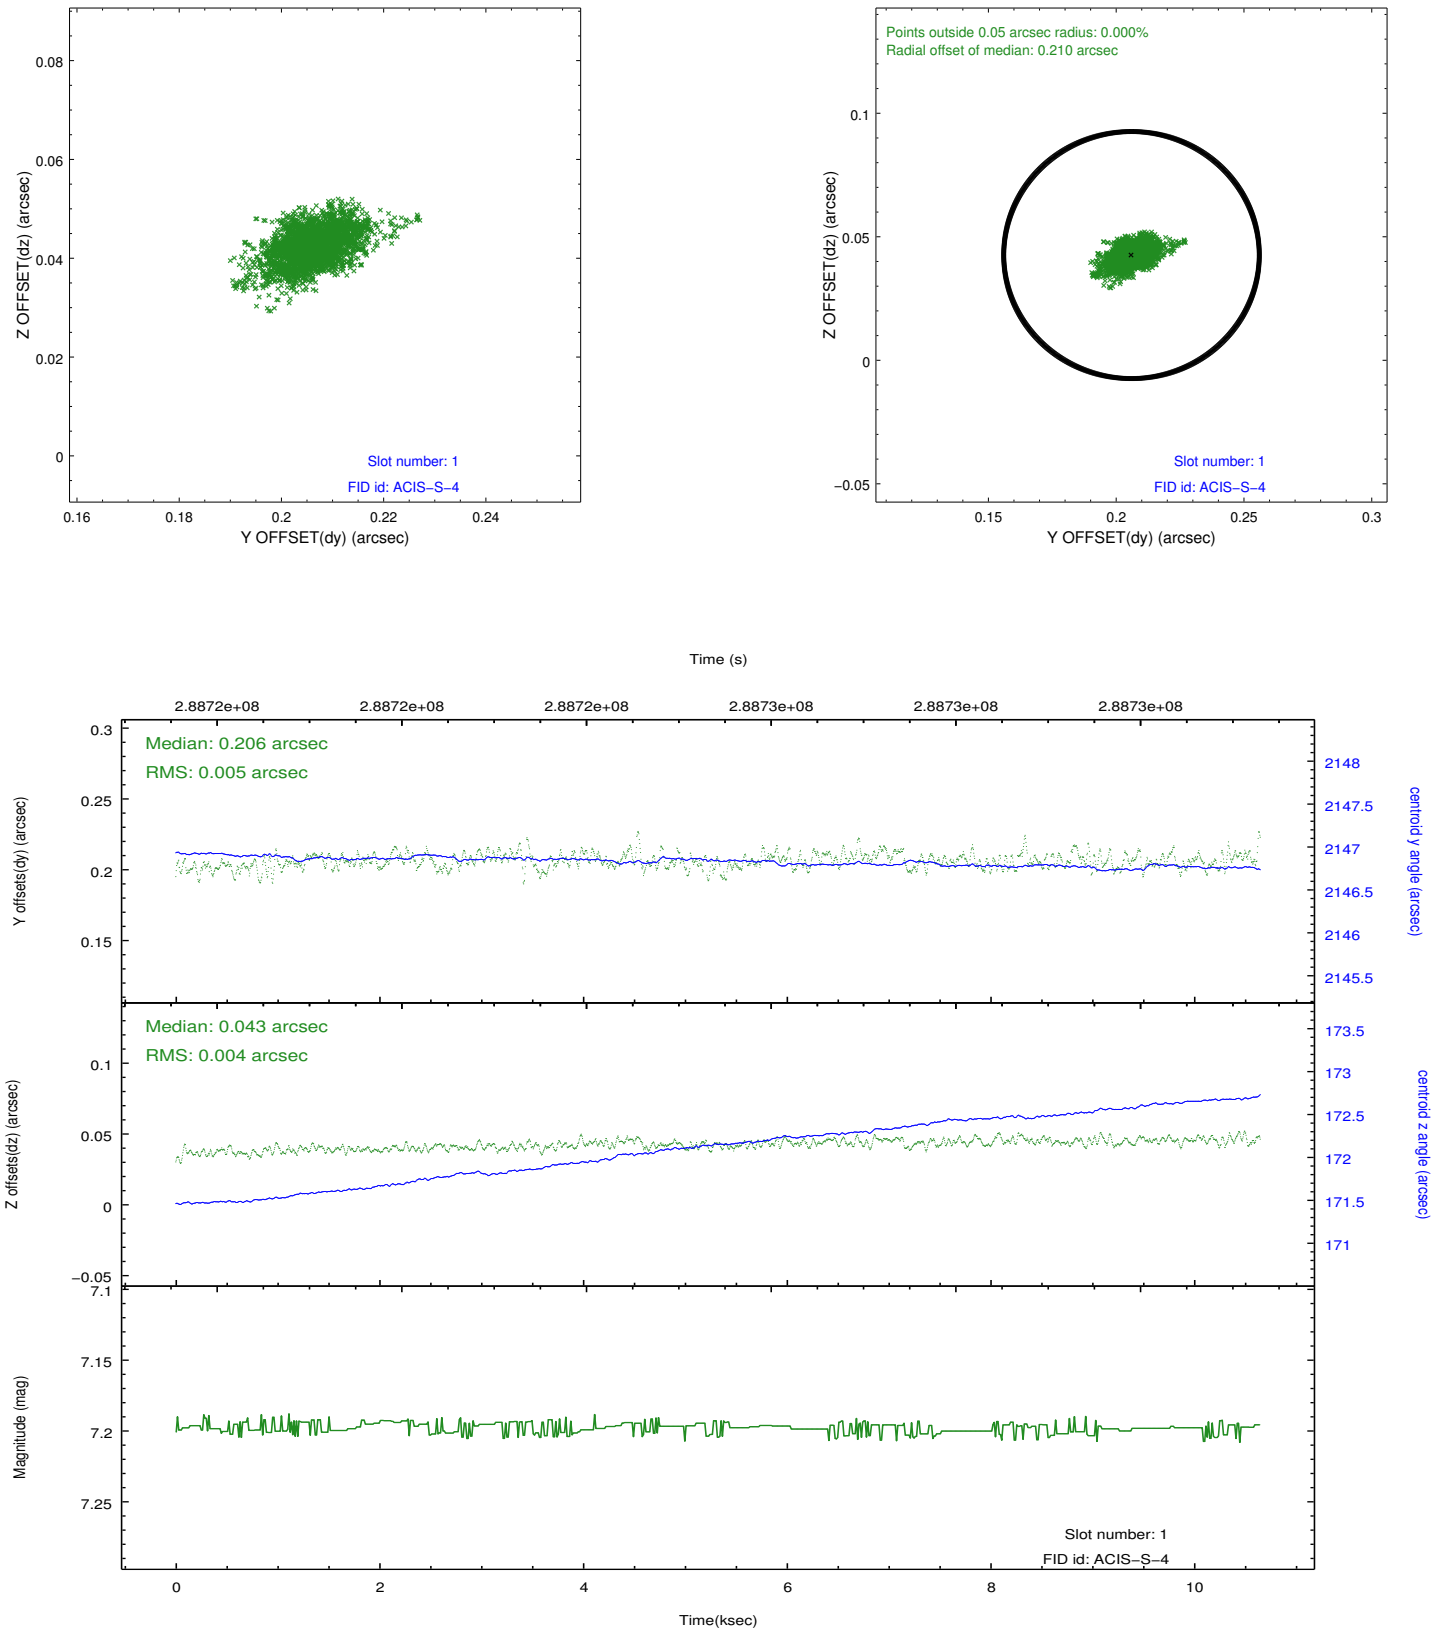 0.08
0.06
0.04
0.02
0
Z OFFSET(dz) (arcsec)
Slot number: 1
FID id: ACIS−S−4
0.16 0.18 0.2 0.22 0.24
Y OFFSET(dy) (arcsec)
Points outside 0.05 arcsec radius: 0.000%
Radial offset of median: 0.210 arcsec
0.1
0.05
0
−0.05
Z OFFSET(dz) (arcsec)
Slot number: 1
FID id: ACIS−S−4
0.15 0.2 0.25 0.3
Y OFFSET(dy) (arcsec)
Time (s)
2.8872e+08 2.8872e+08 2.8872e+08 2.8873e+08 2.8873e+08 2.8873e+08
Median: 0.206 arcsec
RMS: 0.005 arcsec
0.3
0.25
0.2
0.15
Y offsets(dy) (arcsec)
2148
2147.5
2147
2146.5
2146
2145.5
centroid y angle (arcsec)
Median: 0.043 arcsec
RMS: 0.004 arcsec
0.1
0.05
0
−0.05
Z offsets(dz) (arcsec)
173.5
173
172.5
172
171.5
171
centroid z angle (arcsec)
7.1
7.15
7.2
7.25
Magnitude (mag)
Slot number: 1
FID id: ACIS−S−4
0 2 4 6 8 10
Time(ksec)